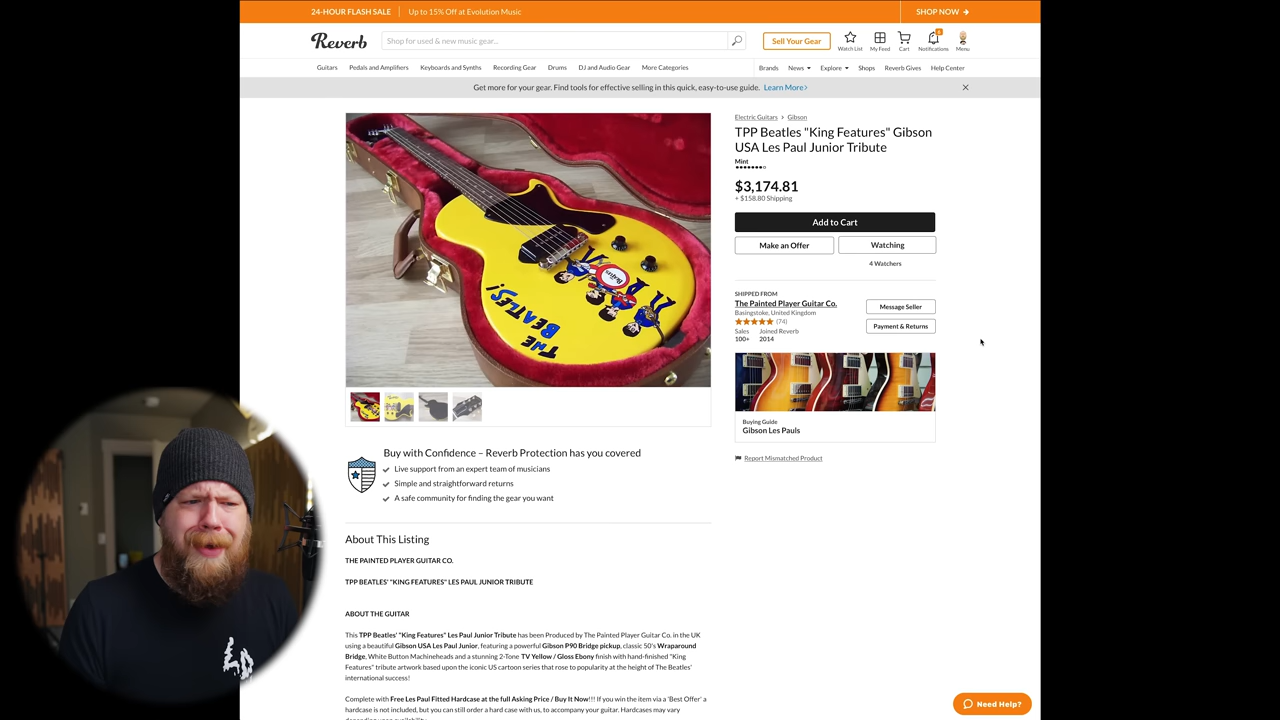 24-HOUR FLASH SALE
Up to 15% Off at Evolution Music
SHOP NOW →
Reverb
Shop for used & new music gear...
Sell Your Gear
Watch List
My Feed
Cart
Notifications
Menu
Guitars
Pedals and Amplifiers
Keyboards and Synths
Recording Gear
Drums
DJ and Audio Gear
More Categories
Brands
News
Explore
Shops
Reverb Gives
Help Center
Get more for your gear. Find tools for effective selling in this quick, easy-to-use guide. Learn More>
Electric Guitars > Gibson
TPP Beatles "King Features" Gibson
USA Les Paul Junior Tribute
Mint
$3,174.81
+ $158.80 Shipping
Add to Cart
Make an Offer
Watching
4 Watchers
SHIPPED FROM
The Painted Player Guitar Co.
Basingstoke, United Kingdom
(74)
Sales
Joined Reverb
100+
2014
Message Seller
Payment & Returns
Buying Guide
Gibson Les Pauls
Report Mismatched Product
THE BEATLES!
Buy with Confidence – Reverb Protection has you covered
Live support from an expert team of musicians
Simple and straightforward returns
A safe community for finding the gear you want
About This Listing
THE PAINTED PLAYER GUITAR CO.
TPP BEATLES' "KING FEATURES" LES PAUL JUNIOR TRIBUTE
ABOUT THE GUITAR
This TPP Beatles' "King Features" Les Paul Junior Tribute has been Produced by The Painted Player Guitar Co. in the UK
using a beautiful Gibson USA Les Paul Junior, featuring a powerful Gibson P90 Bridge pickup, classic 50's Wraparound
Bridge, White Button Machineheads and a stunning 2-Tone TV Yellow / Gloss Ebony finish with hand-finished "King
Features" tribute artwork based upon the iconic US cartoon series that rose to popularity at the height of The Beatles'
international success!
Complete with Free Les Paul Fitted Hardcase at the full Asking Price / Buy It Now!!! If you win the item via a 'Best Offer' a
hardcase is not included, but you can still order a hard case with us, to accompany your guitar. Hardcases may vary
depending upon availability.
Need Help?